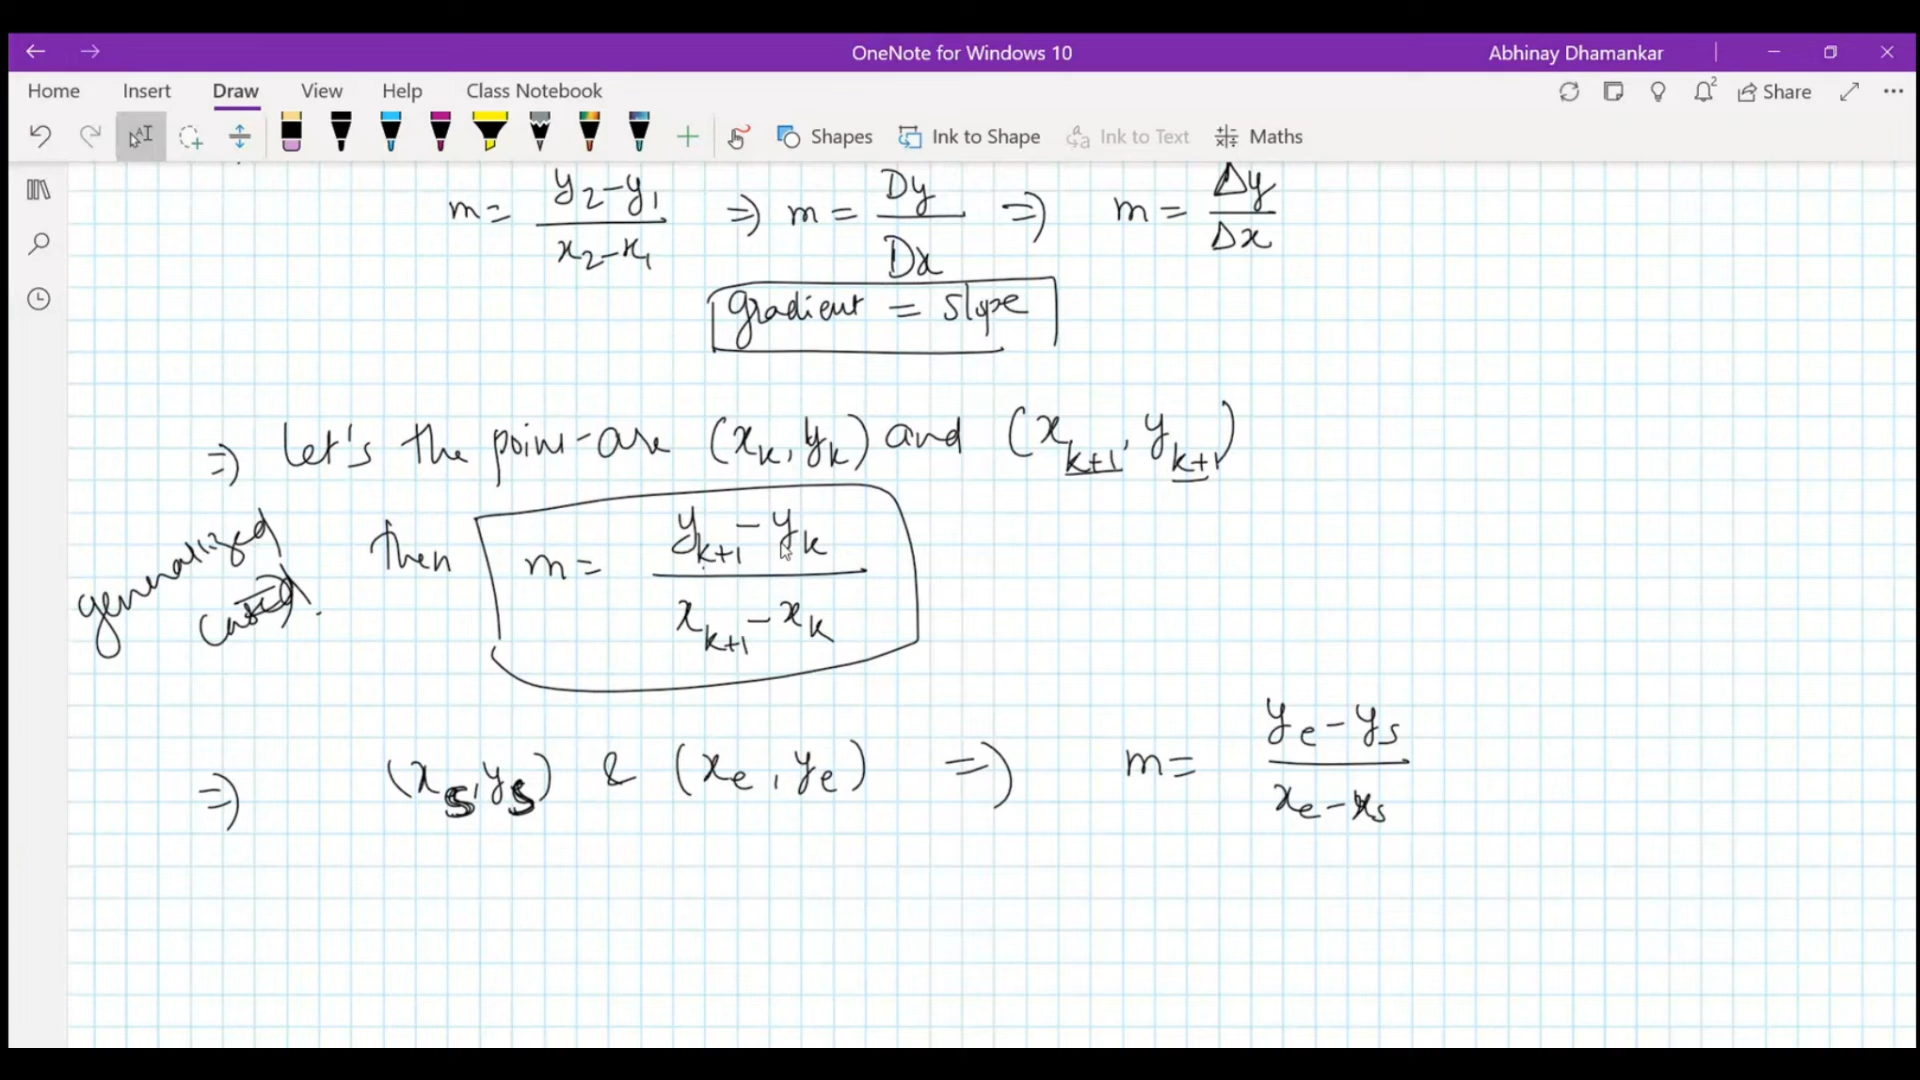 OneNote for Windows 10
Abhinay Dhamankar
Home Insert Draw View Help Class Notebook
2 Share
Shapes Ink to Shape Ink to Text Maths
m = y₂-y₁ / x₂-x₁ ⇒ m = Dy / Dx ⇒ m = Δy / Δx
gradient = slope
⇒ let's the point are (xₖ, yₖ) and (xₖ₊₁, yₖ₊₁)
generalized
then m = yₖ₊₁ - yₖ / xₖ₊₁ - xₖ
⇒ (xₛ, yₛ) & (xₑ, yₑ) ⇒ m = yₑ - yₛ / xₑ - xₛ